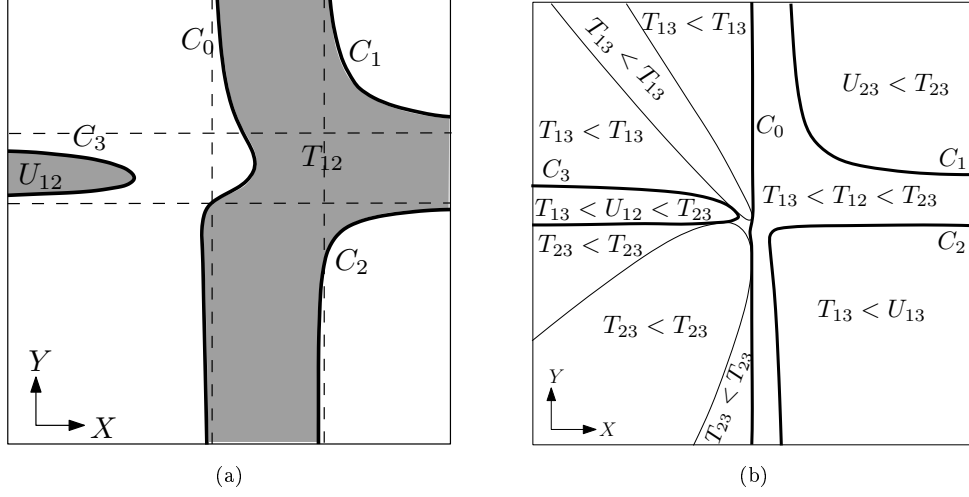 C₀
C₁
C₃
T₁₂
U₁₂
C₂
Y
X
(a)
T₁₃ < T₁₃
T₁₃ < T₁₃
U₂₃ < T₂₃
T₁₃ < T₁₃
C₀
C₁
C₃
T₁₃ < U₁₂ < T₂₃
T₁₃ < T₁₂ < T₂₃
T₂₃ < T₂₃
C₂
T₁₃ < U₁₃
T₂₃ < T₂₃
T₂₃ < T₂₃
Y
X
(b)